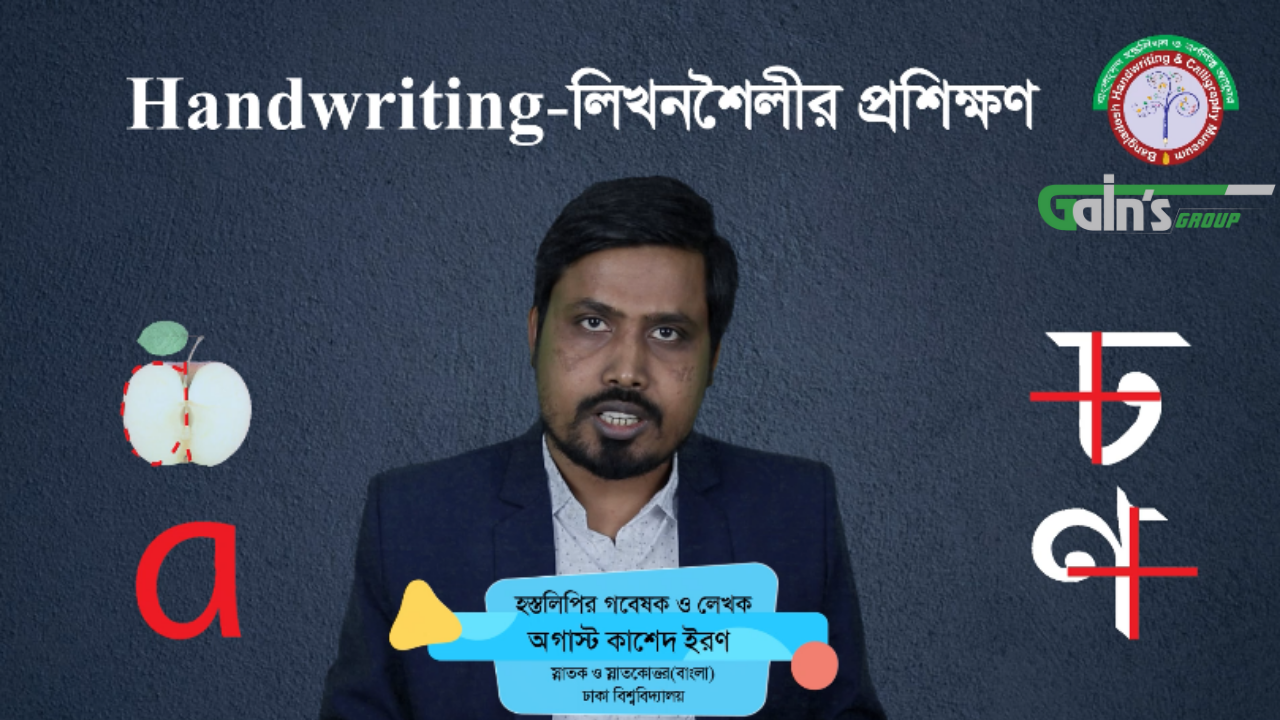 Handwriting-লিখনশৈলীর প্রশিক্ষণ
বাংলাদেশ হস্তলিখন ও
Bangladesh Handwriting & Calligraphy Museum
Gain's GROUP
a
চ
ণ
হস্তলিপির গবেষক ও লেখক
অগাস্ট কাশেদ ইরণ
স্নাতক ও স্নাতকোত্তর(বাংলা)
ঢাকা বিশ্ববিদ্যালয়